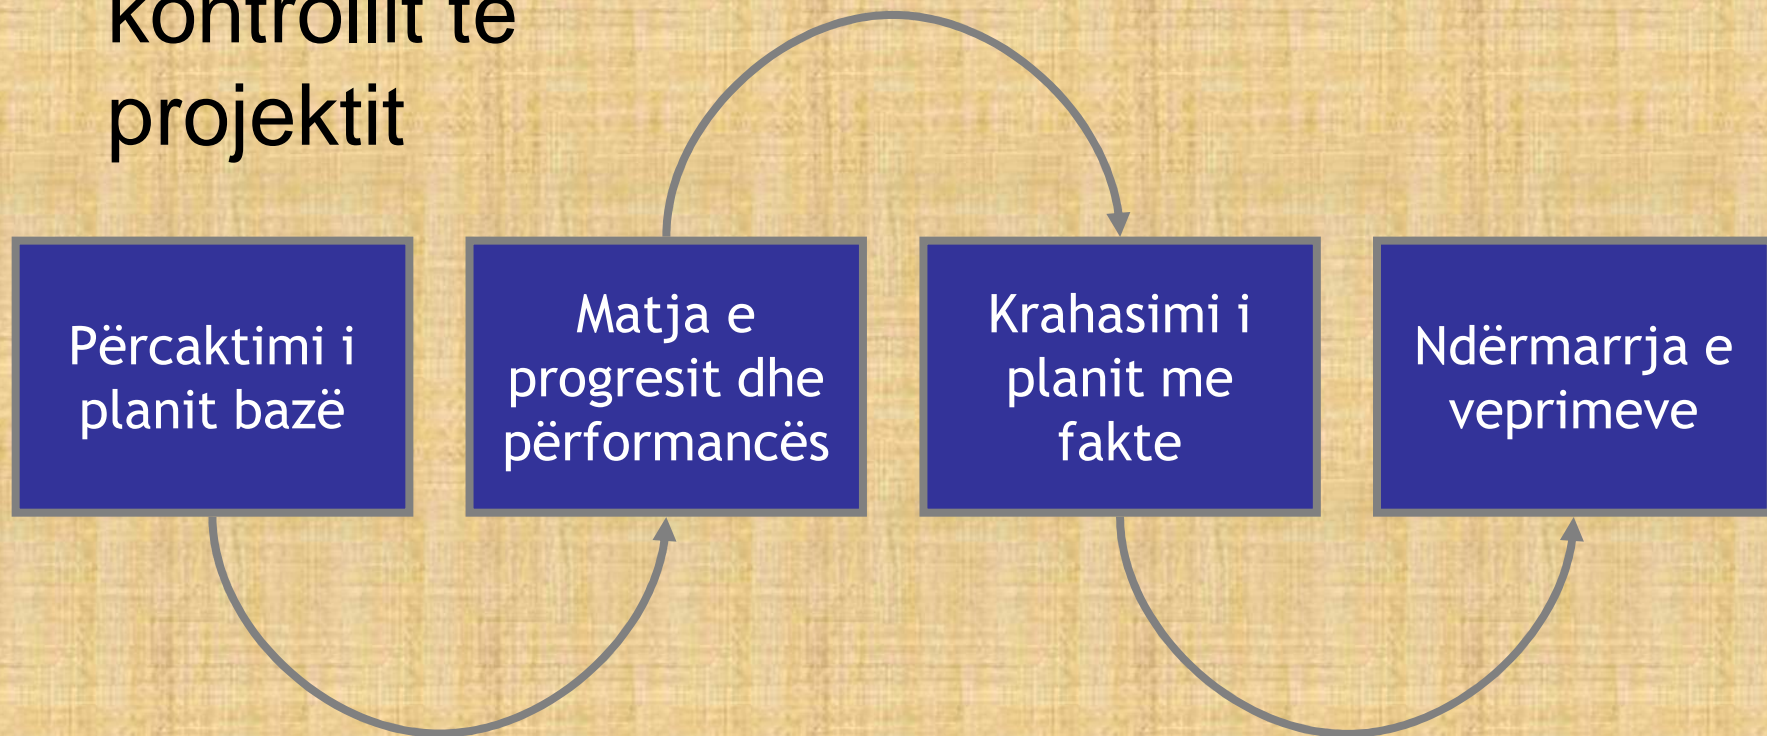 kontrollit të
projektit
Përcaktimi i
planit bazë
Matja e
progresit dhe
përformancës
Krahasimi i
planit me
fakte
Ndërmarrja e
veprimeve